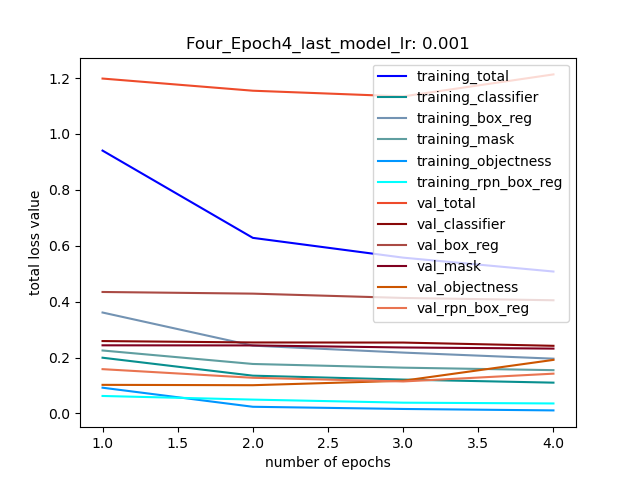 Four_Epoch4_last_model_lr: 0.001
total loss value
1.2
1.0
0.8
0.6
0.4
0.2
0.0
training_total
training_classifier
training_box_reg
training_mask
training_objectness
training_rpn_box_reg
val_total
val_classifier
val_box_reg
val_mask
val_objectness
val_rpn_box_reg
1.0 1.5 2.0 2.5 3.0 3.5 4.0
number of epochs